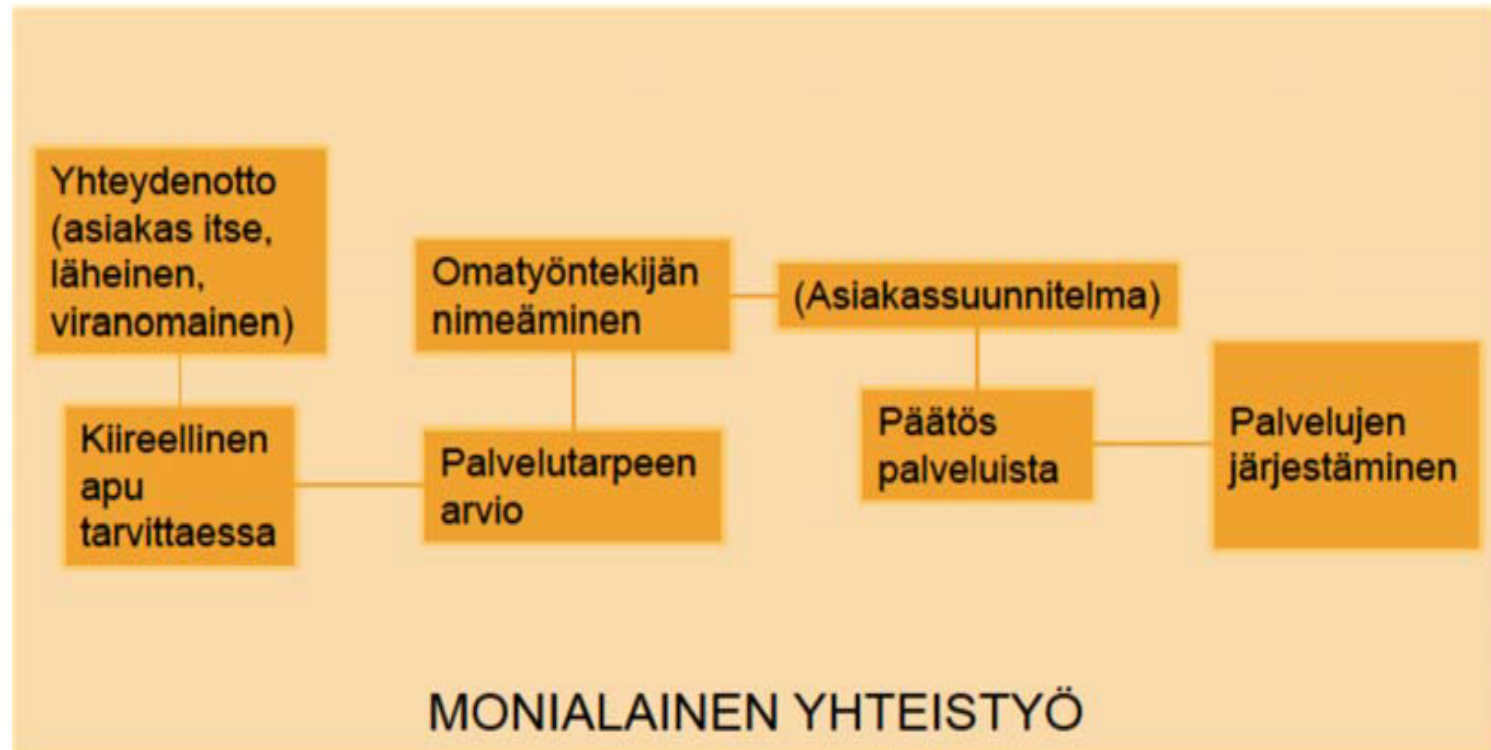 Yhteydenotto
(asiakas itse,
läheinen,
viranomainen)
Kiireellinen
apu
tarvittaessa
Palvelutarpeen
arvio
Omatyöntekijän
nimeäminen
(Asiakassuunnitelma)
Päätös
palveluista
Palvelujen
järjestäminen
MONIALAINEN YHTEISTYÖ